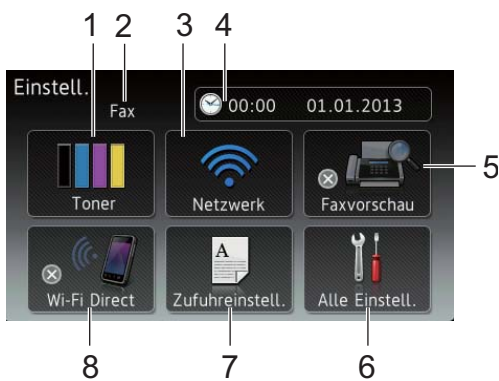 1 2 3 4
Einstell.
Fax
00:00 01.01.2013
Toner Netzwerk Faxvorschau
5
A
Wi-Fi Direct Zufuhreinstell. Alle Einstell.
8 7 6